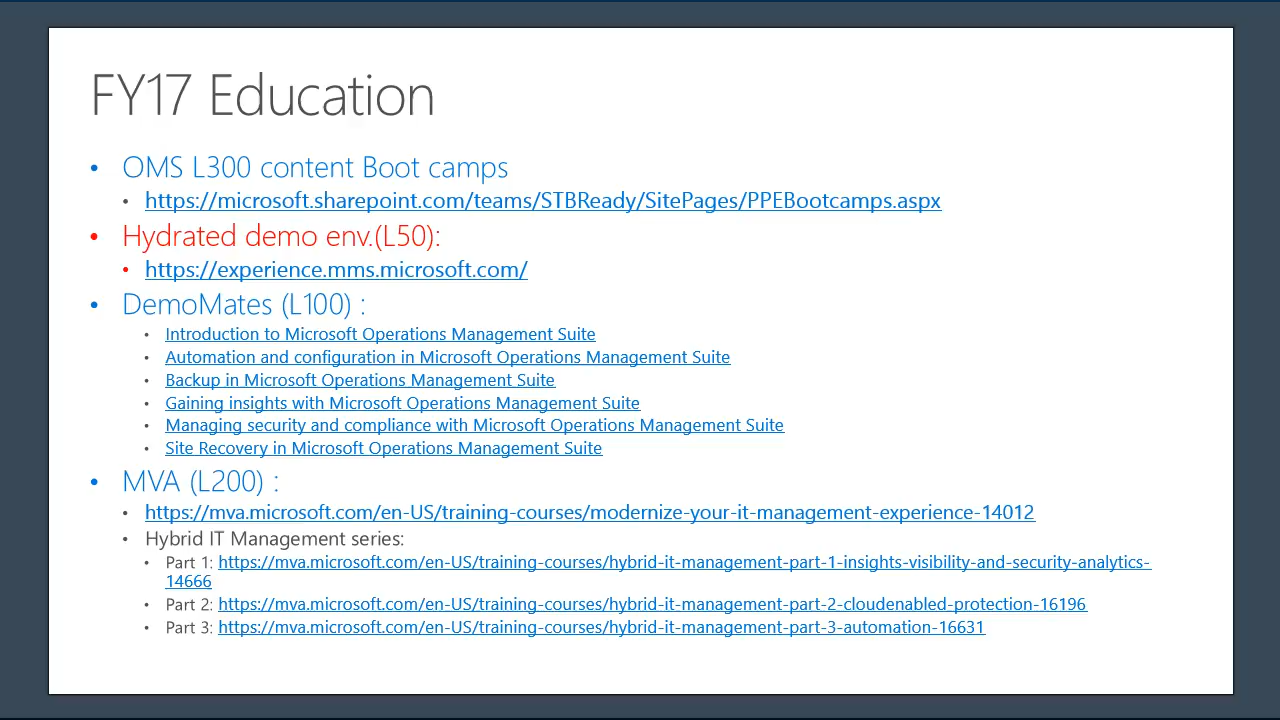 FY17 Education
• OMS L300 content Boot camps
• https://microsoft.sharepoint.com/teams/STBReady/SitePages/PPEBootcamps.aspx
• Hydrated demo env.(L50):
• https://experience.mms.microsoft.com/
• DemoMates (L100) :
• Introduction to Microsoft Operations Management Suite
• Automation and configuration in Microsoft Operations Management Suite
• Backup in Microsoft Operations Management Suite
• Gaining insights with Microsoft Operations Management Suite
• Managing security and compliance with Microsoft Operations Management Suite
• Site Recovery in Microsoft Operations Management Suite
• MVA (L200) :
• https://mva.microsoft.com/en-US/training-courses/modernize-your-it-management-experience-14012
• Hybrid IT Management series:
• Part 1: https://mva.microsoft.com/en-US/training-courses/hybrid-it-management-part-1-insights-visibility-and-security-analytics-
14666
• Part 2: https://mva.microsoft.com/en-US/training-courses/hybrid-it-management-part-2-cloudenabled-protection-16196
• Part 3: https://mva.microsoft.com/en-US/training-courses/hybrid-it-management-part-3-automation-16631